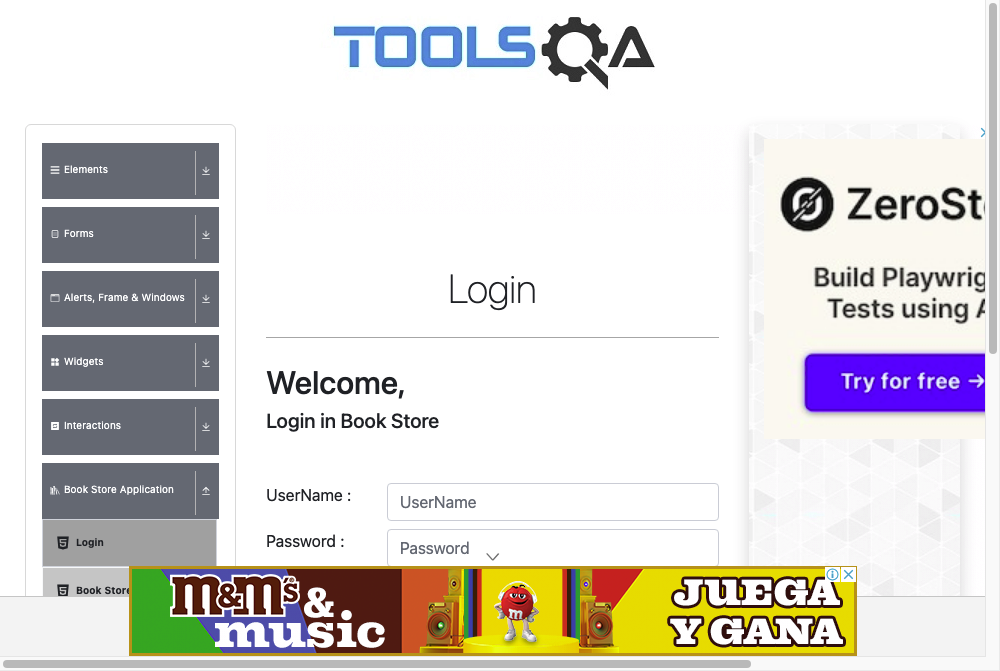 TOOLSQA
Elements
Forms
Alerts, Frame & Windows
Widgets
Interactions
Book Store Application
Login
Book Store
Login
Welcome,
Login in Book Store
UserName :
UserName
Password :
Password
Build Playwrig
Tests using
Try for free →
m&m's &
music
m
JUEGA
Y GANA